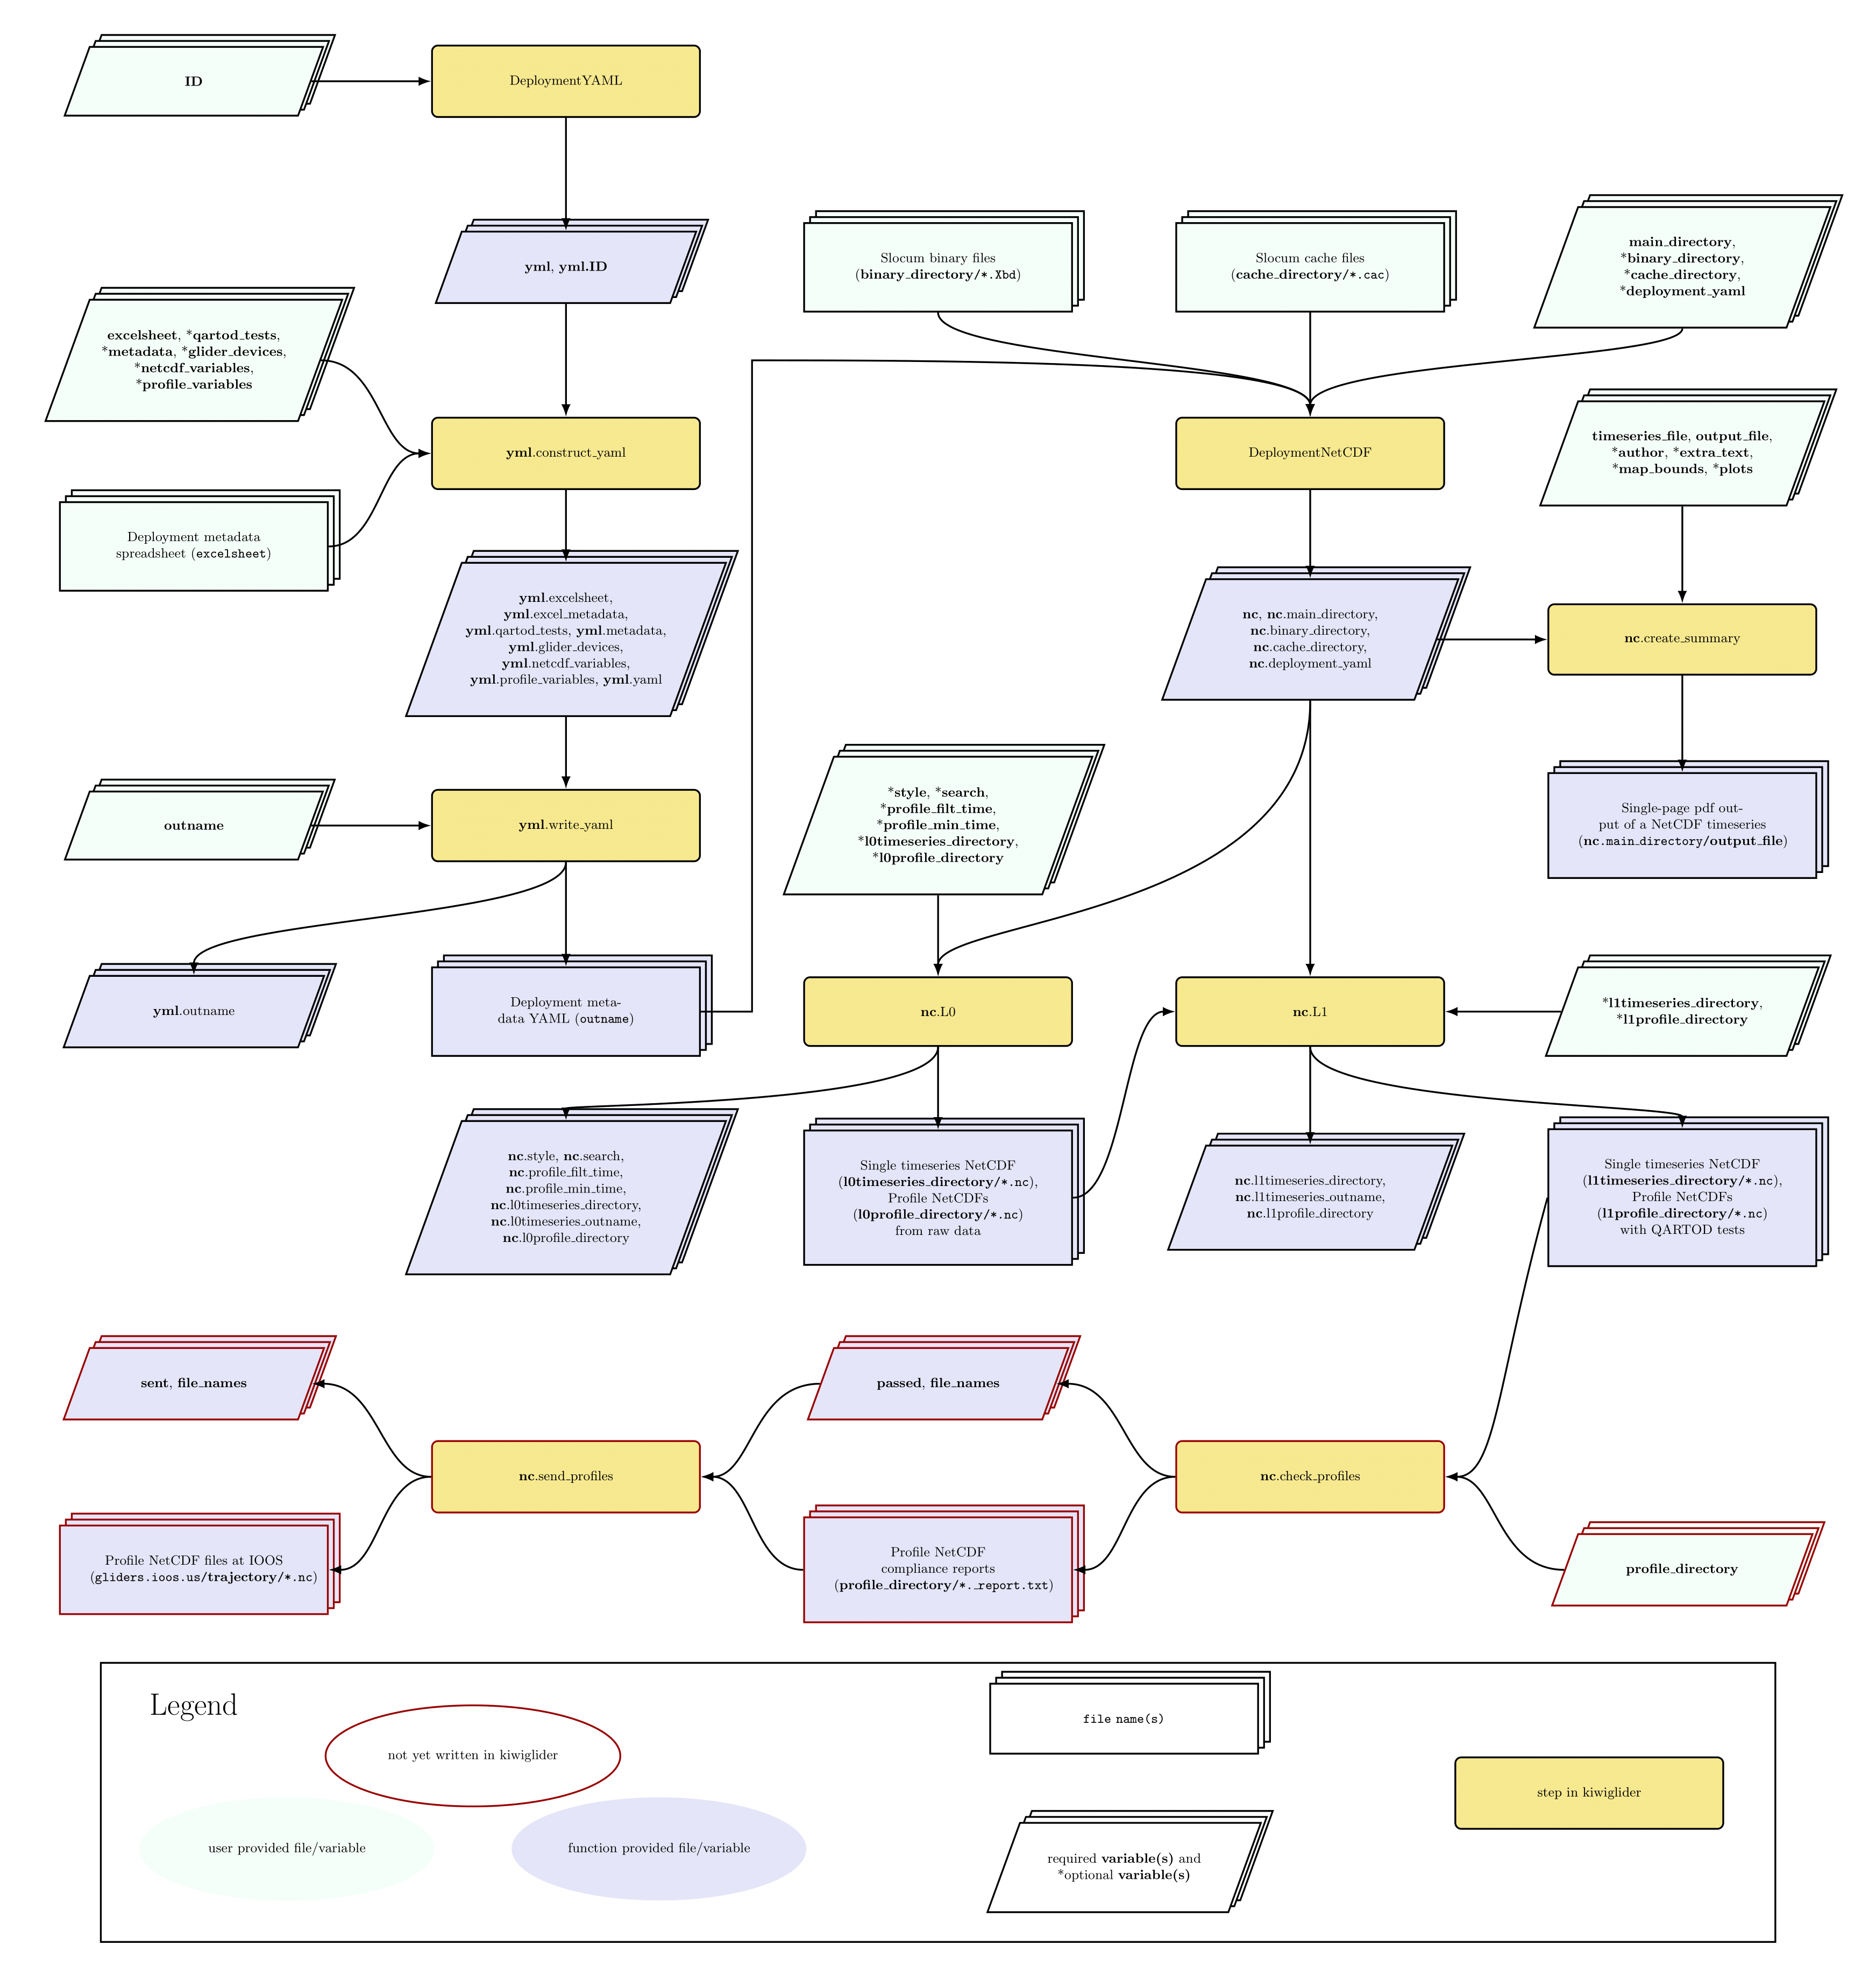 ID
DeploymentYAML
yml, yml.ID
Slocum binary files
(binary_directory/*.Xbd)
Slocum cache files
(cache_directory/*.cac)
main_directory,
*binary_directory,
*cache_directory,
*deployment_yaml
excelsheet, *qartod_tests,
*metadata, *glider_devices,
*netcdf_variables,
*profile_variables
yml.construct_yaml
DeploymentNetCDF
timeseries_file, output_file,
*author, *extra_text,
*map_bounds, *plots
Deployment metadata
spreadsheet (excelsheet)
yml.excelsheet,
yml.excel_metadata,
yml.qartod_tests, yml.metadata,
yml.glider_devices,
yml.netcdf_variables,
yml.profile_variables, yml.yaml
nc, nc.main_directory,
nc.binary_directory,
nc.cache_directory,
nc.deployment_yaml
nc.create_summary
outname
yml.write_yaml
*style, *search,
*profile_filt_time,
*profile_min_time,
*l0timeseries_directory,
*l0profile_directory
Single-page pdf out-
put of a NetCDF timeseries
(nc.main_directory/output_file)
yml.outname
Deployment meta-
data YAML (outname)
nc.L0
nc.L1
*l1timeseries_directory,
*l1profile_directory
nc.style, nc.search,
nc.profile_filt_time,
nc.profile_min_time,
nc.l0timeseries_directory,
nc.l0timeseries_outname,
nc.l0profile_directory
Single timeseries NetCDF
(l0timeseries_directory/*.nc),
Profile NetCDFs
(l0profile_directory/*.nc)
from raw data
nc.l1timeseries_directory,
nc.l1timeseries_outname,
nc.l1profile_directory
Single timeseries NetCDF
(l1timeseries_directory/*.nc),
Profile NetCDFs
(l1profile_directory/*.nc)
with QARTOD tests
sent, file_names
passed, file_names
nc.send_profiles
nc.check_profiles
Profile NetCDF files at IOOS
(gliders.ioos.us/trajectory/*.nc)
Profile NetCDF
compliance reports
(profile_directory/*._report.txt)
profile_directory
Legend
not yet written in kiwiglider
user provided file/variable
function provided file/variable
file name(s)
required variable(s) and
*optional variable(s)
step in kiwiglider